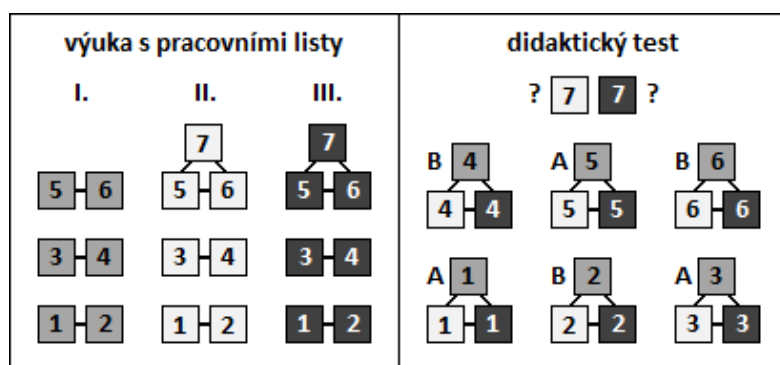 výuka s pracovními listy
I. II. III.
7 7
5 6 5 6 5 6
3 4 3 4 3 4
1 2 1 2 1 2
didaktický test
? 7 7 ?
B 4 A 5 B 6
4 4 5 5 6 6
A 1 B 2 A 3
1 1 2 2 3 3